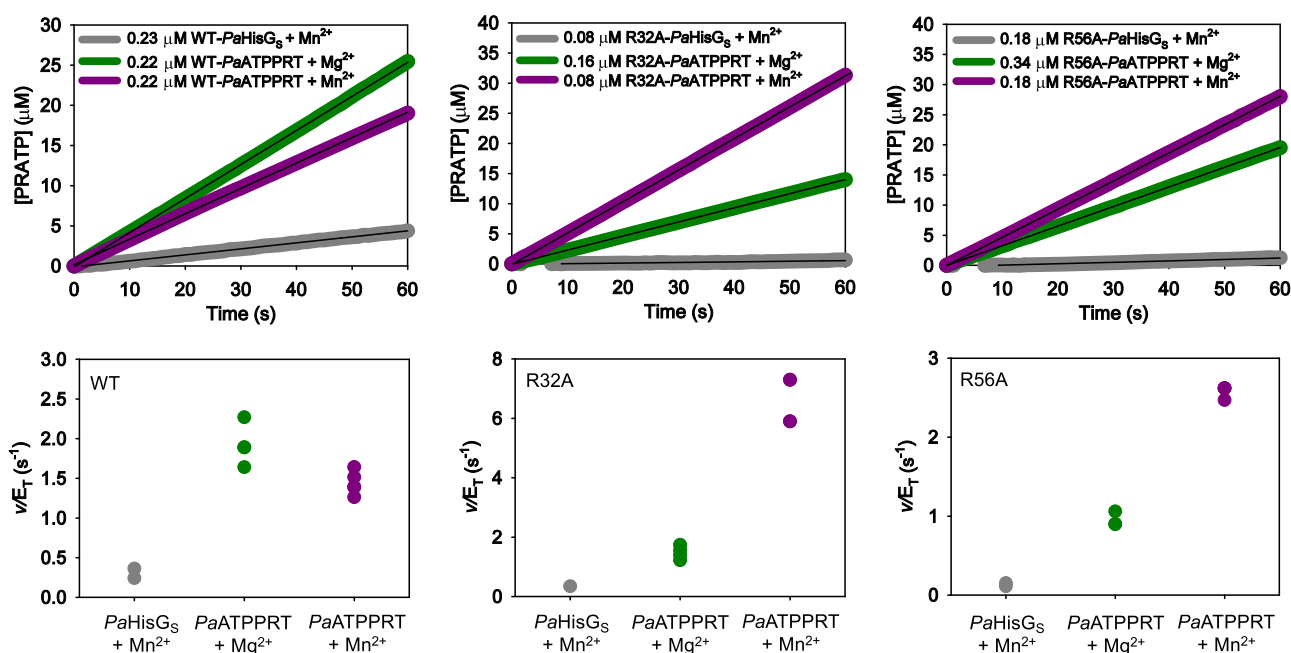 0.23 μM WT-PaHisGS + Mn2+
0.22 μM WT-PaATPPRT + Mg2+
0.22 μM WT-PaATPPRT + Mn2+
[PRATP] (μM)
30
25
20
15
10
5
0
0 10 20 30 40 50 60
Time (s)
0.08 μM R32A-PaHisGS + Mn2+
0.16 μM R32A-PaATPPRT + Mg2+
0.08 μM R32A-PaATPPRT + Mn2+
[PRATP] (μM)
40
35
30
25
20
15
10
5
0
0 10 20 30 40 50 60
Time (s)
0.18 μM R56A-PaHisGS + Mn2+
0.34 μM R56A-PaATPPRT + Mg2+
0.18 μM R56A-PaATPPRT + Mn2+
[PRATP] (μM)
40
35
30
25
20
15
10
5
0
0 10 20 30 40 50 60
Time (s)
WT
v/ET (s-1)
3.0
2.5
2.0
1.5
1.0
0.5
0.0
PaHisGS PaATPPRT PaATPPRT
+ Mn2+ + Mg2+ + Mn2+
R32A
v/ET (s-1)
8
6
4
2
0
PaHisGS PaATPPRT PaATPPRT
+ Mn2+ + Mg2+ + Mn2+
R56A
v/ET (s-1)
3
2
1
0
PaHisGS PaATPPRT PaATPPRT
+ Mn2+ + Mg2+ + Mn2+